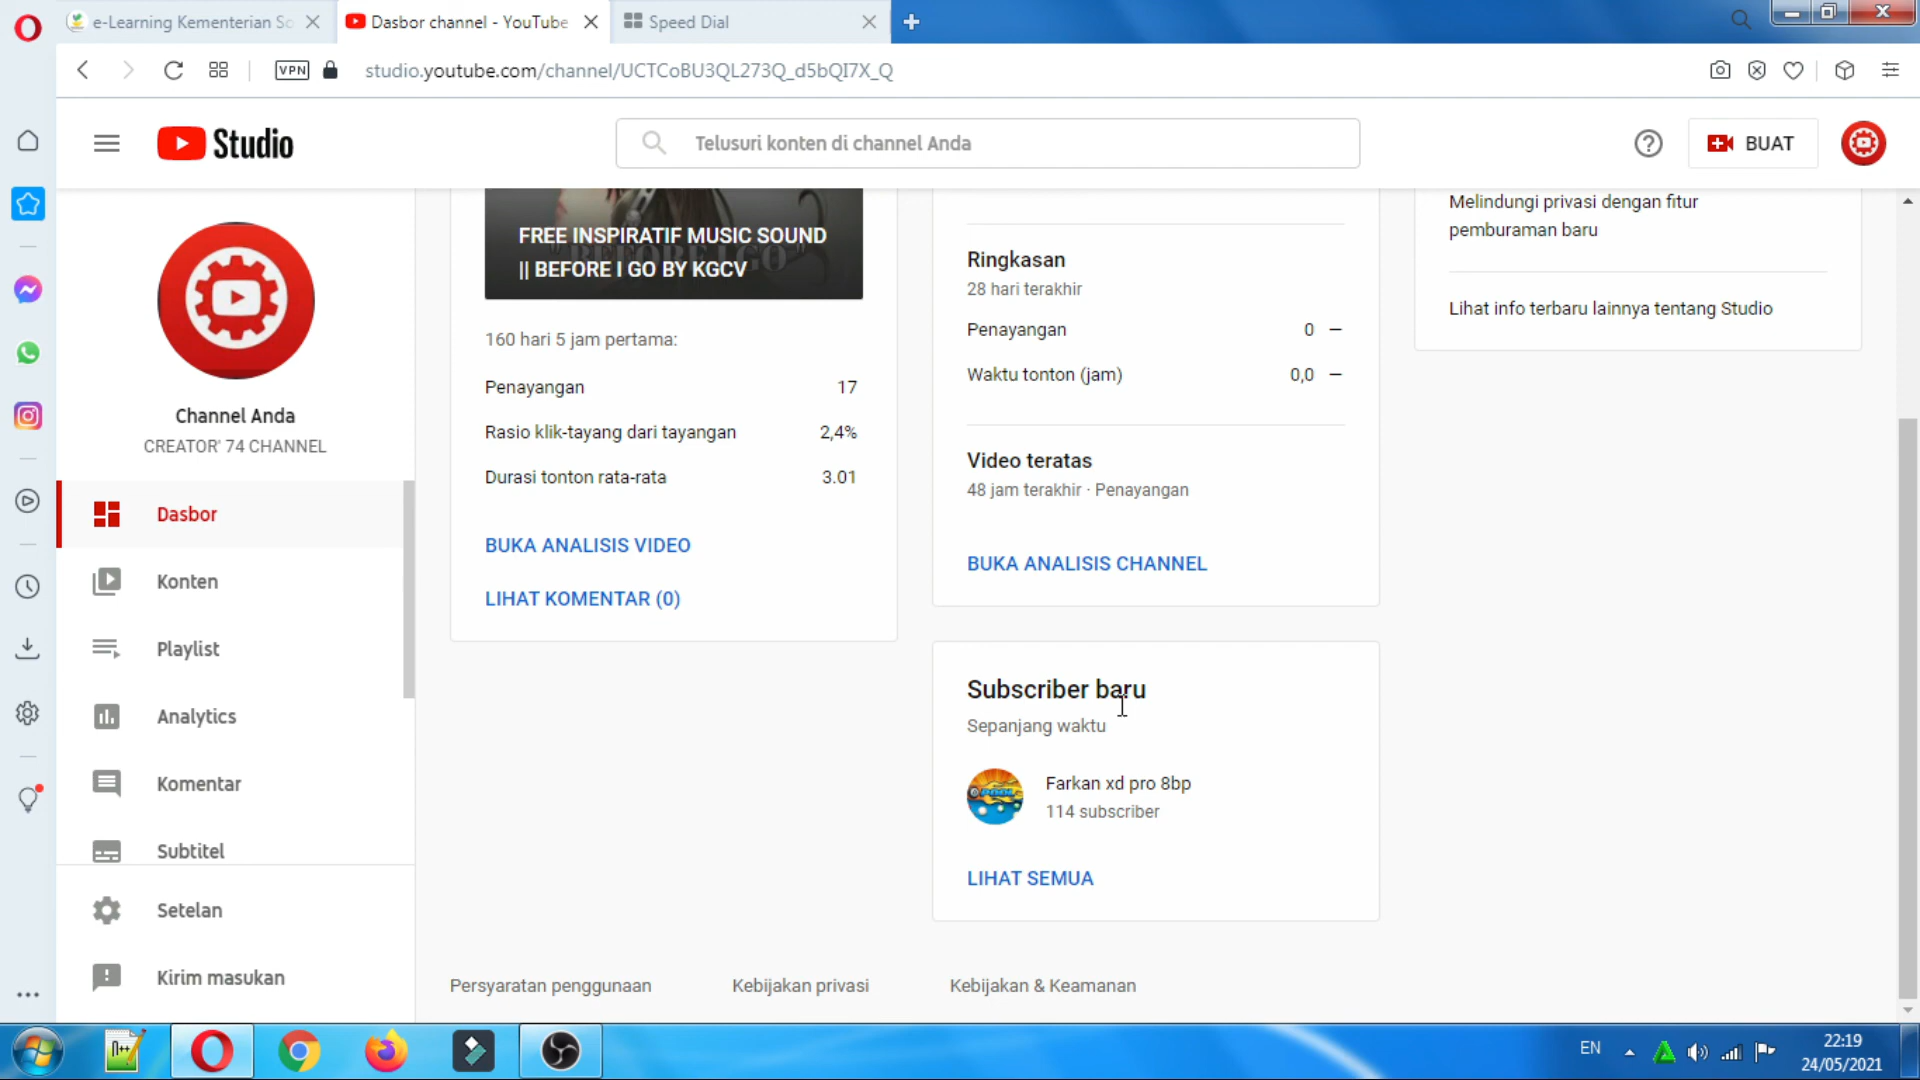 e-Learning Kementerian So
Dasbor channel - YouTube
Speed Dial
VPN
studio.youtube.com/channel/UCTCoBU3QL273Q_d5bQI7X_Q
Studio
Telusuri konten di channel Anda
BUAT
Channel Anda
CREATOR' 74 CHANNEL
Dasbor
Konten
Playlist
Analytics
Komentar
Subtitel
Setelan
Kirim masukan
FREE INSPIRATIF MUSIC SOUND
|| BEFORE I GO BY KGCV
" BEFORE I GO "
160 hari 5 jam pertama:
Penayangan 17
Rasio klik-tayang dari tayangan 2,4%
Durasi tonton rata-rata 3.01
BUKA ANALISIS VIDEO
LIHAT KOMENTAR (0)
Ringkasan
28 hari terakhir
Penayangan 0 —
Waktu tonton (jam) 0,0 —
Video teratas
48 jam terakhir · Penayangan
BUKA ANALISIS CHANNEL
Subscriber baru
Sepanjang waktu
POOL
Farkan xd pro 8bp
114 subscriber
LIHAT SEMUA
Melindungi privasi dengan fitur
pemburaman baru
Lihat info terbaru lainnya tentang Studio
Persyaratan penggunaan
Kebijakan privasi
Kebijakan & Keamanan
EN
22:19
24/05/2021